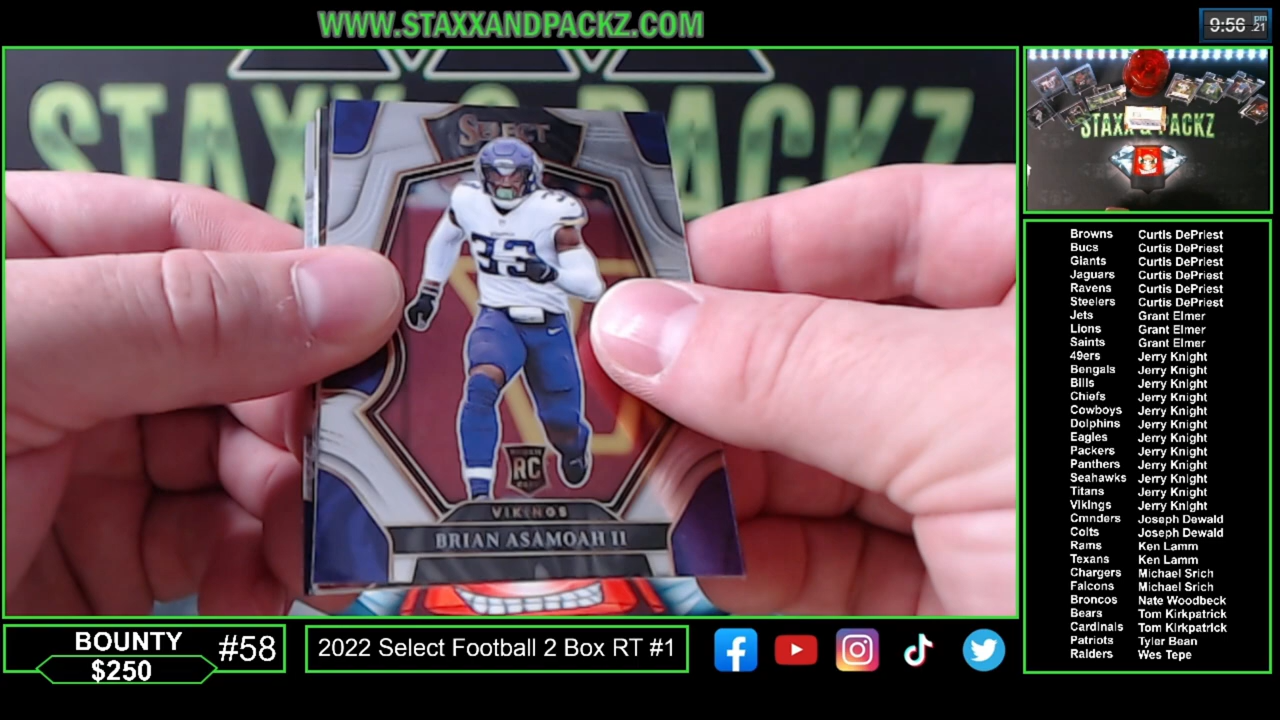 WWW.STAXXANDPACKZ.COM
9:56 pm
21
STAXX & PACKZ
SELECT
33
RC
VIKINGS
BRIAN ASAMOAH II
STAXX & PACKZ
Browns Curtis DePriest
Bucs Curtis DePriest
Giants Curtis DePriest
Jaguars Curtis DePriest
Ravens Curtis DePriest
Steelers Curtis DePriest
Jets Grant Elmer
Lions Grant Elmer
Saints Grant Elmer
49ers Jerry Knight
Bengals Jerry Knight
Bills Jerry Knight
Chiefs Jerry Knight
Cowboys Jerry Knight
Dolphins Jerry Knight
Eagles Jerry Knight
Packers Jerry Knight
Panthers Jerry Knight
Seahawks Jerry Knight
Titans Jerry Knight
Vikings Jerry Knight
Cmnders Joseph Dewald
Colts Joseph Dewald
Rams Ken Lamm
Texans Ken Lamm
Chargers Michael Srich
Falcons Michael Srich
Broncos Nate Woodbeck
Bears Tom Kirkpatrick
Cardinals Tom Kirkpatrick
Patriots Tyler Bean
Raiders Wes Tepe
BOUNTY
$250
#58
2022 Select Football 2 Box RT #1